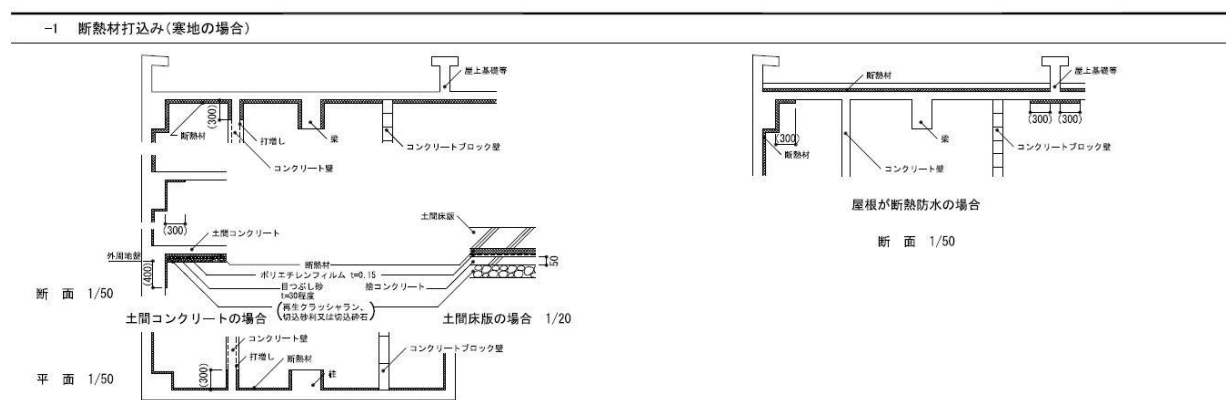 -1 断熱材打込み(寒地の場合)
屋上基礎等
断熱材
(300)
打増し
梁
コンクリートブロック壁
コンクリート壁
(300)
土間コンクリート
外周地盤
(400)
断熱材
ポリエチレンフィルム t=0.15
目つぶし砂
t=30程度
捨コンクリート
(再生クラッシャラン、
切込砂利又は切込砕石)
土間床版
50
断 面 1/50
土間コンクリートの場合
土間床版の場合 1/20
コンクリート壁
打増し
断熱材
(300)
柱
コンクリートブロック壁
平 面 1/50
断熱材
屋上基礎等
(300)
(300)
(300)
断熱材
梁
コンクリートブロック壁
コンクリート壁
屋根が断熱防水の場合
断 面 1/50